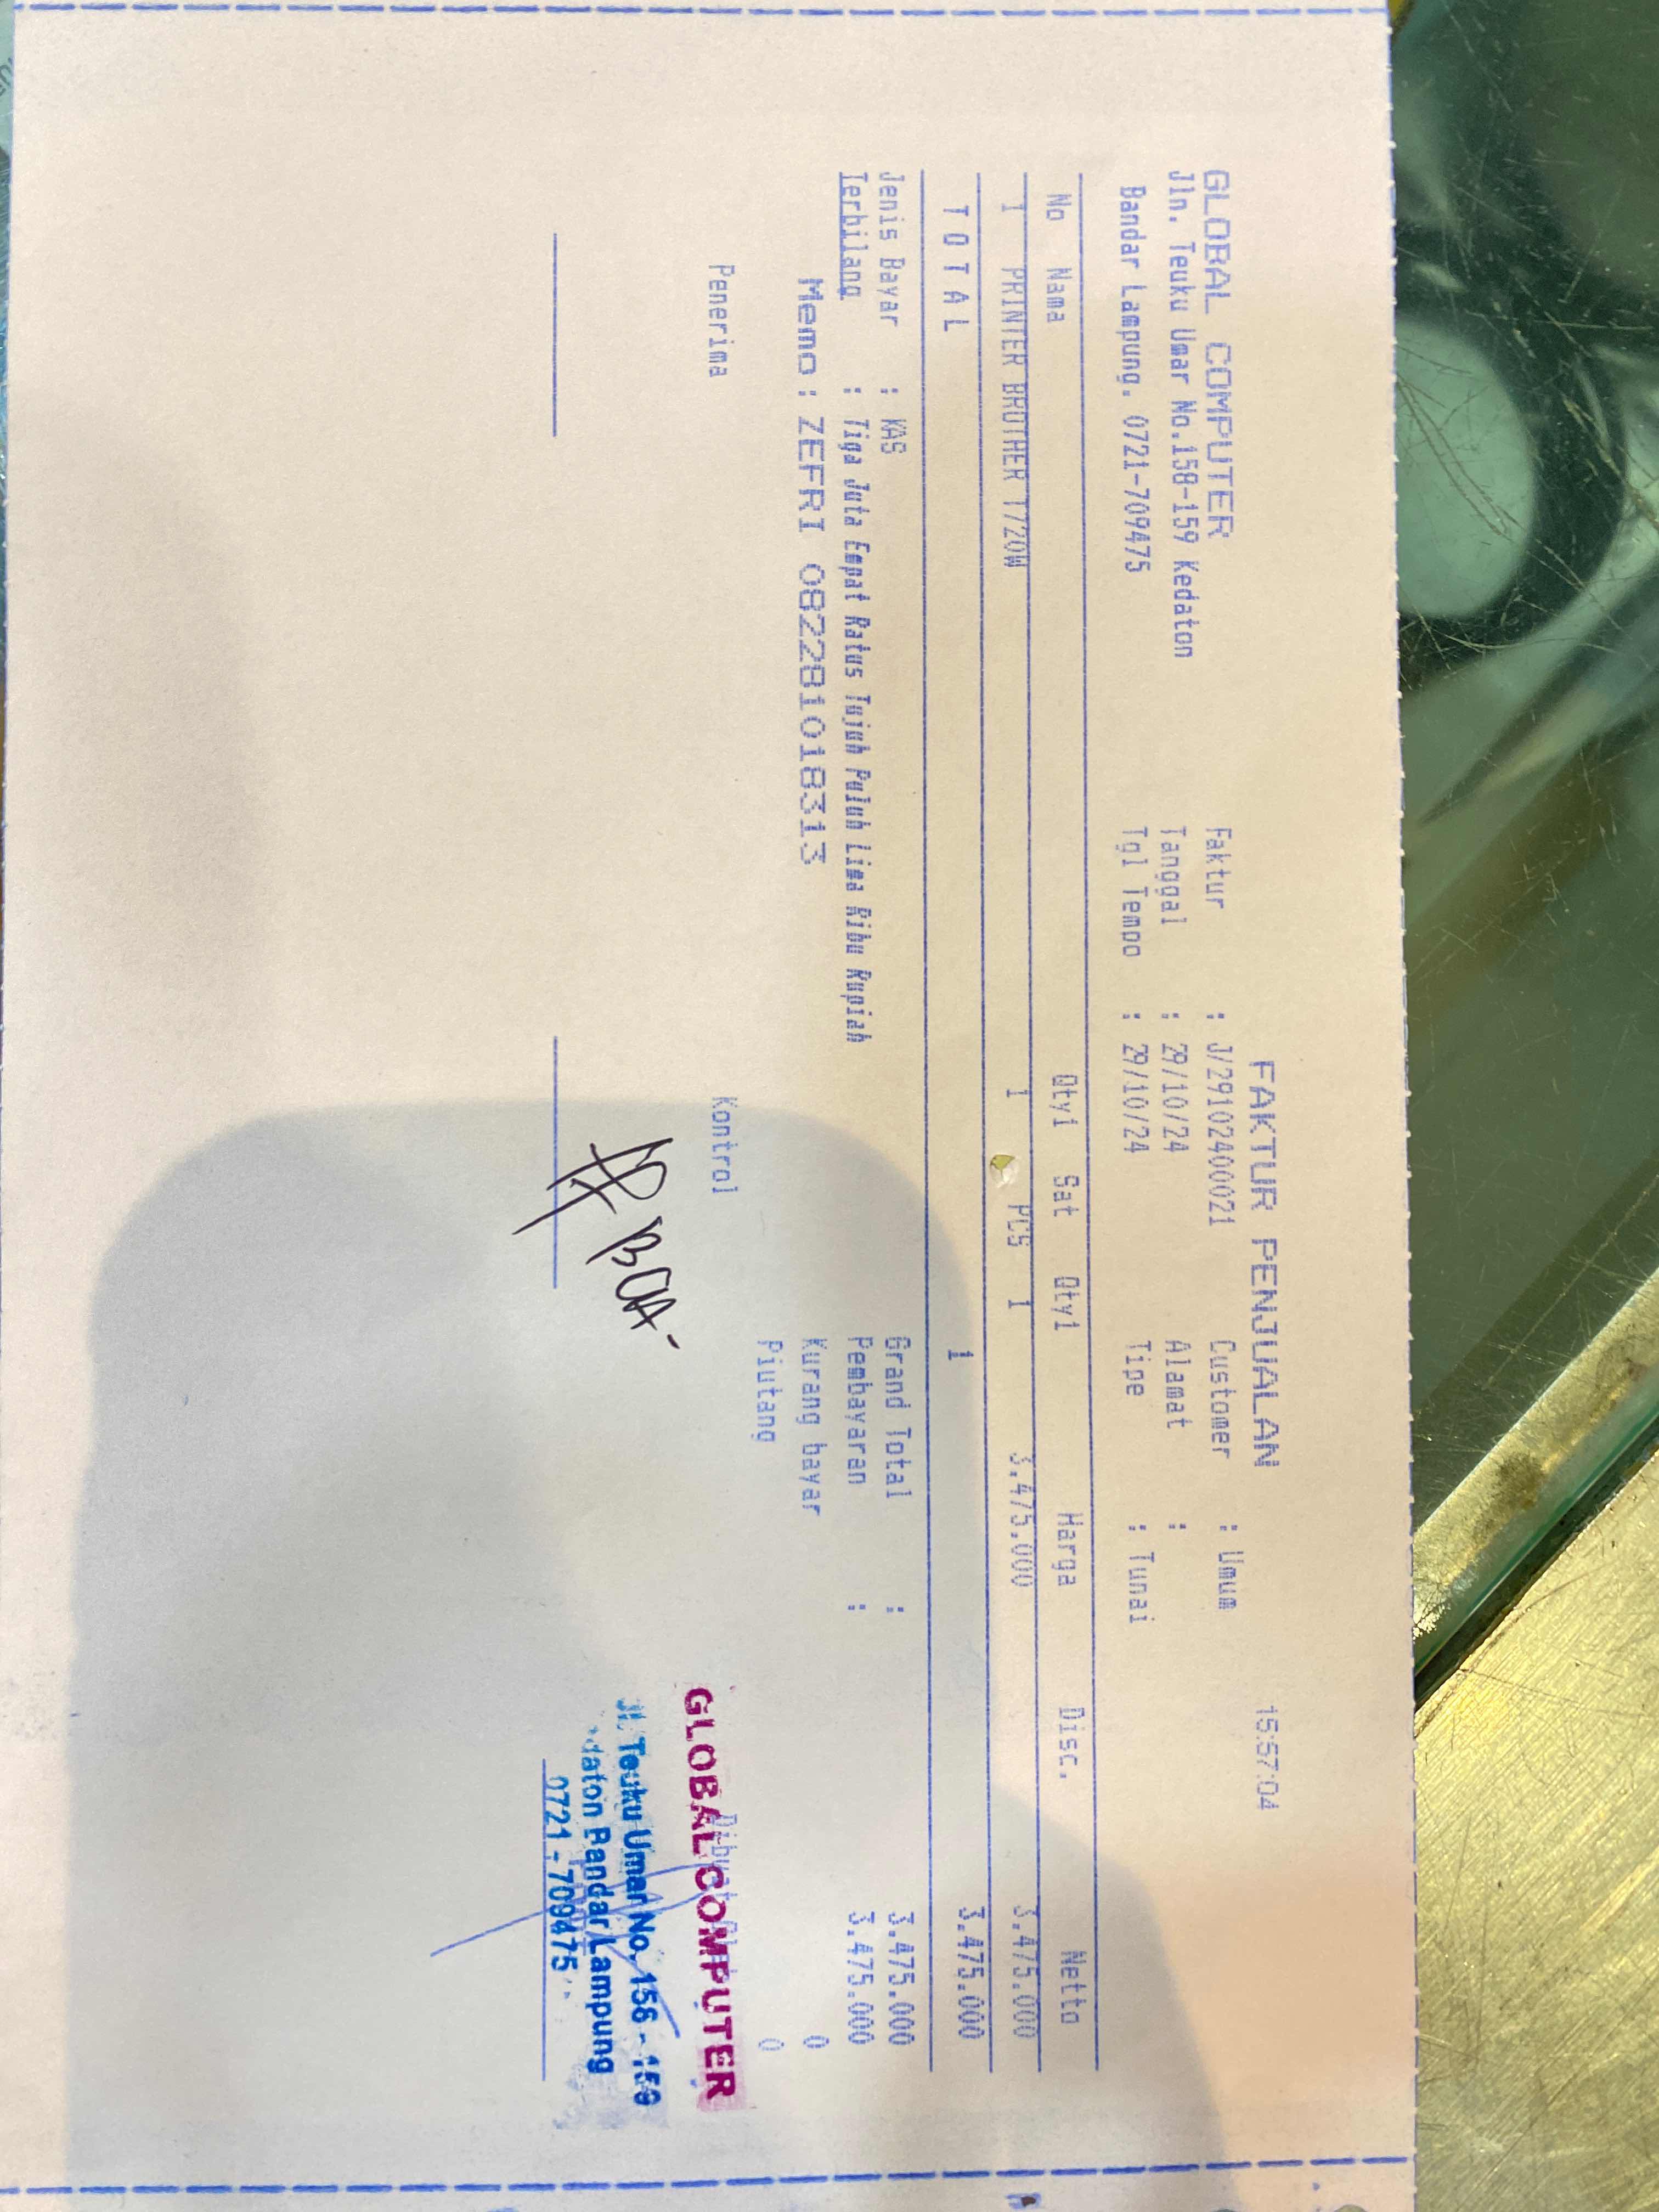 FAKTUR PENJUALAN 15:57:04
GLOBAL COMPUTER Faktur : J/29102400021 Customer : Umum
Jln. Teuku Umar No.158-159 Kedaton Tanggal : 29/10/24 Alamat :
Bandar Lampung. 0721-709475 Tgl Tempo : 29/10/24 Tipe : Tunai
No Nama Qty1 Sat Qty1 Harga Disc. Netto
1 PRINTER BROTHER T720W 1 PCS 1 3.475.000 3.475.000
T O T A L 1 3.475.000
Jenis Bayar : KAS Grand Total : 3.475.000
Terbilang : Tiga Juta Empat Ratus Tujuh Puluh Lima Ribu Rupiah Pembayaran : 3.475.000
Memo : ZEFRI 082281018313 Kurang bayar 0
Piutang 0
Penerima Kontrol
GLOBAL COMPUTER
BCA-
Jl. Teuku Umar No. 156 - 159
daton Bandar Lampung
0721 - 709475